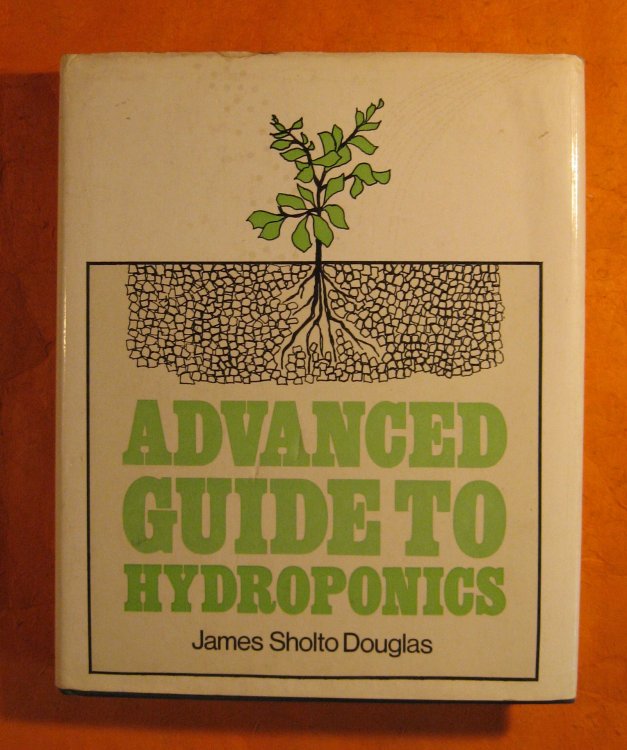 ADVANCED
GUIDE TO
HYDROPONICS
James Sholto Douglas